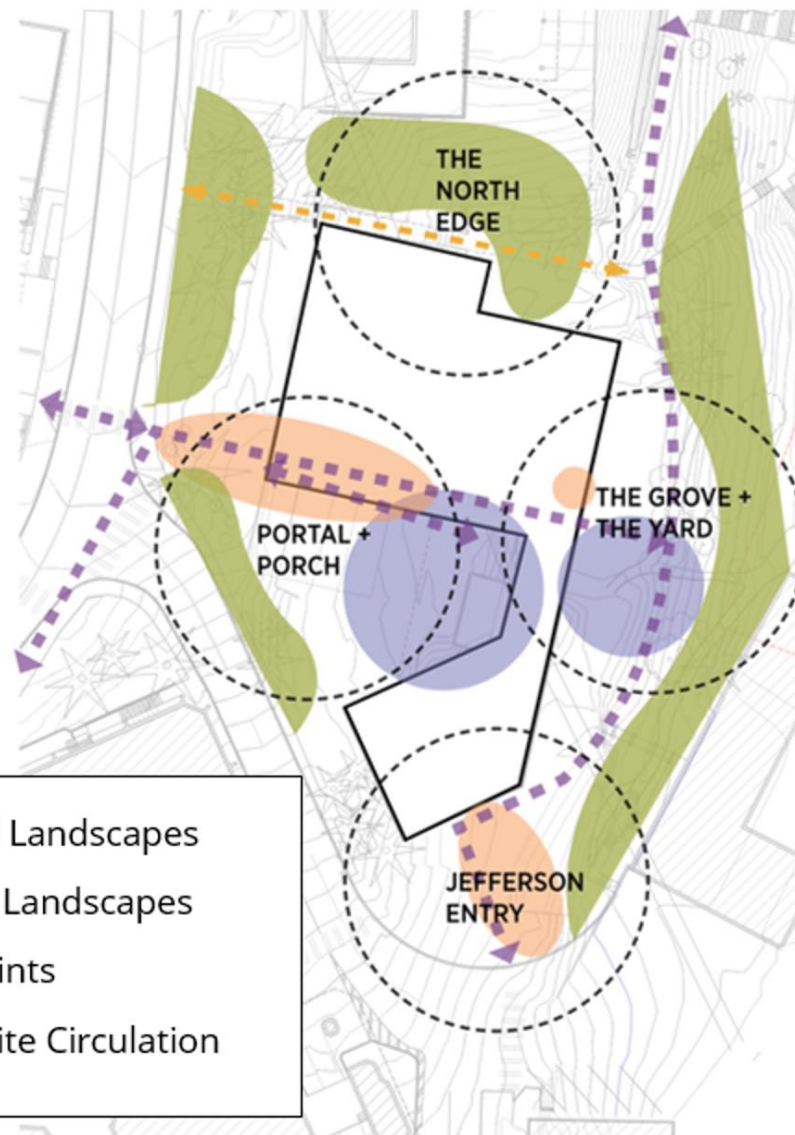 THE
NORTH
EDGE
THE GROVE +
THE YARD
PORTAL +
PORCH
Landscapes
Landscapes
JEFFERSON
ENTRY
ints
ite Circulation